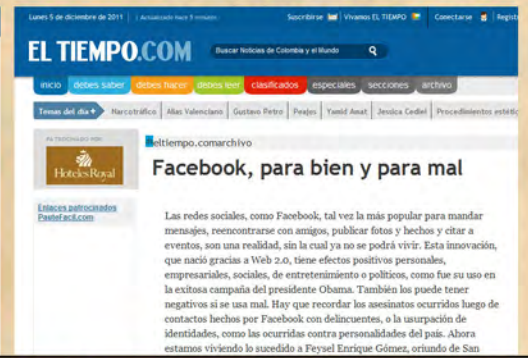 Lunes 5 de diciembre de 2011 | | Actualizado hace 5 minutos Suscribirse Vivamos EL TIEMPO Conectarse Regist
EL TIEMPO.COM
Buscar Noticias de Colombia y el Mundo
inicio debes saber debes hacer debes leer clasificados especiales secciones archivo
Temas del día Narcotráfico Alias Valenciano Gustavo Petro Peajes Yamid Amat Jessica Cediel Procedimientos estétic
PATROCINADO POR:
eltiempo.comarchivo
Hoteles Royal
Facebook, para bien y para mal
Enlaces patrocinados
PasteFacil.com
Las redes sociales, como Facebook, tal vez la más popular para mandar
mensajes, reencontrarse con amigos, publicar fotos y hechos y citar a
eventos, son una realidad, sin la cual ya no se podrá vivir. Esta innovación,
que nació gracias a Web 2.0, tiene efectos positivos personales,
empresariales, sociales, de entretenimiento o políticos, como fue su uso en
la exitosa campaña del presidente Obama. También los puede tener
negativos si se usa mal. Hay que recordar los asesinatos ocurridos luego de
contactos hechos por Facebook con delincuentes, o la usurpación de
identidades, como las ocurridas contra personalidades del país. Ahora
estamos viviendo lo sucedido a Feysel Enrique Gómez, oriundo de San